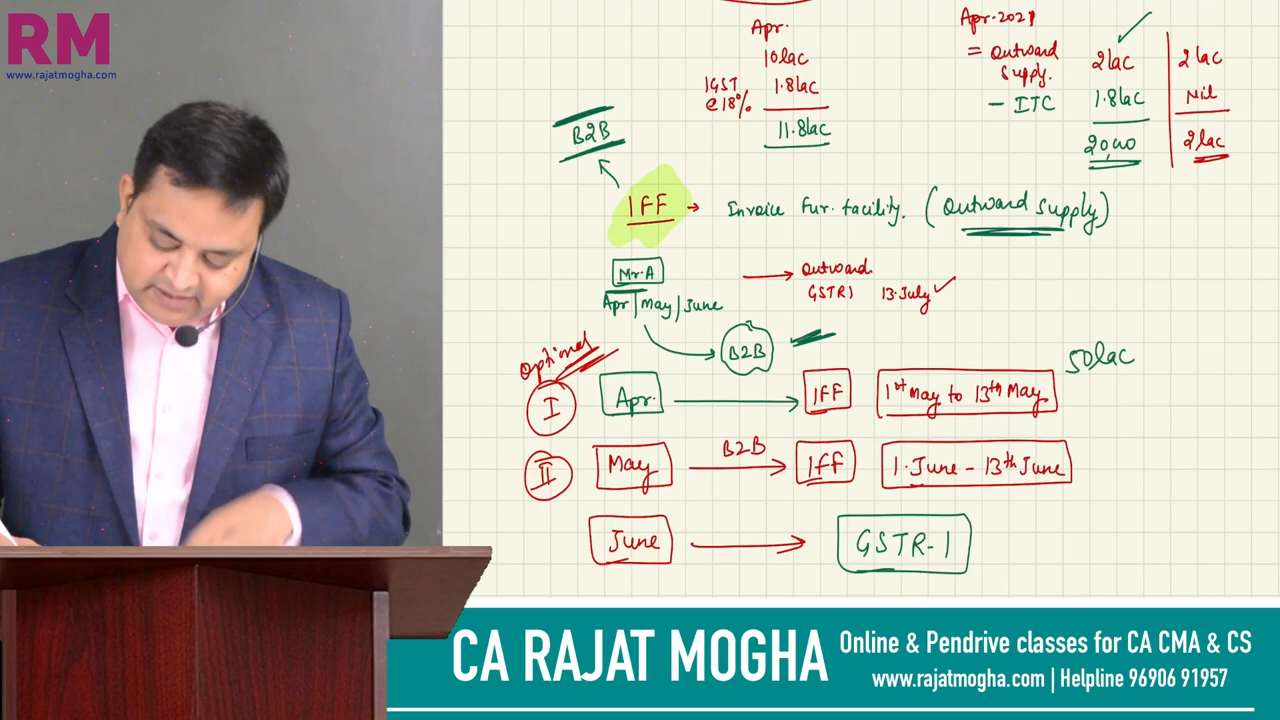 RM
www.rajatmogha.com
Apr.
10lac
IGST @18% 1.8lac
11.8lac
Apr-2021
= Outward Supply. 2lac 2lac
- ITC 1.8lac Nil
20,000 2lac
B2B
IFF → Invoice Fur. facility. (Outward Supply)
Mr.A → Outward
GSTR1 13.July ✓
Apr|May|June
B2B
Optional
50lac
I Apr. → IFF 1st May to 13th May
II May B2B → IFF 1.June - 13th June
June → GSTR-1
CA RAJAT MOGHA
Online & Pendrive classes for CA CMA & CS
www.rajatmogha.com | Helpline 96906 91957